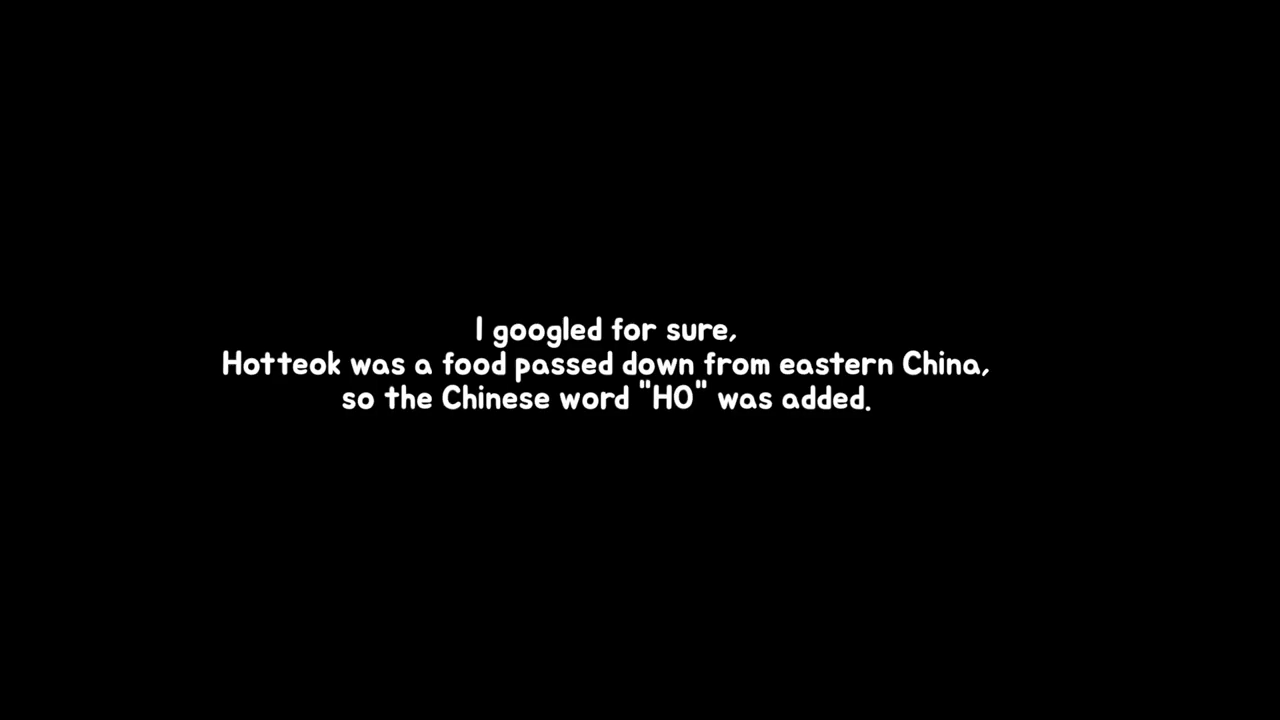 I googled for sure,
Hotteok was a food passed down from eastern China,
so the Chinese word "HO" was added.